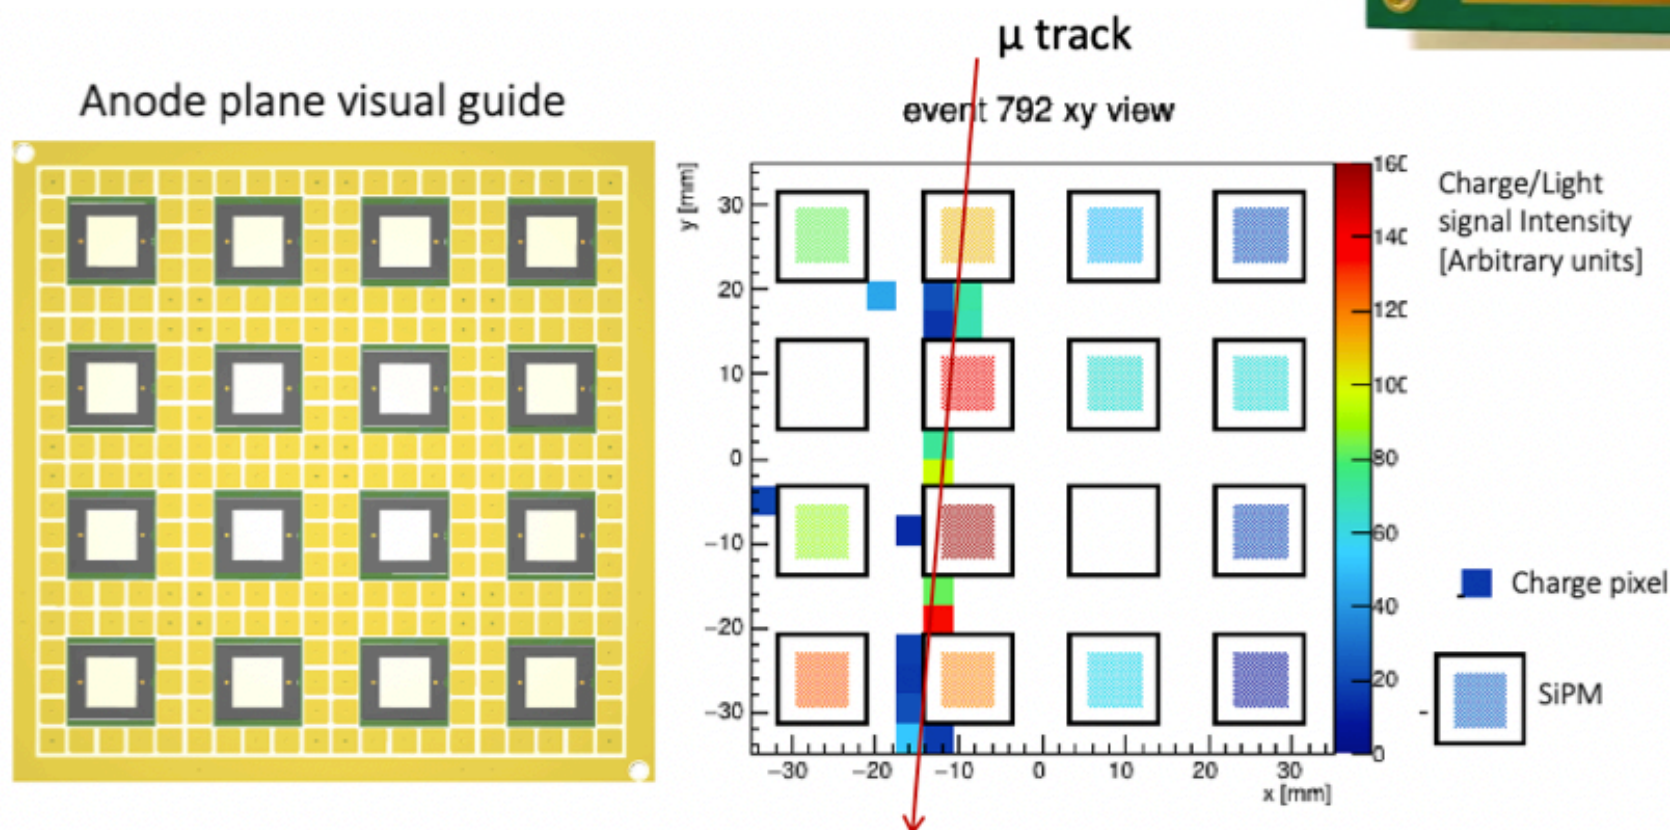 μ track
Anode plane visual guide
event 792 xy view
y [mm]
30
20
10
0
−10
−20
−30
−30 −20 −10 0 10 20 30
x [mm]
160
140
120
100
80
60
40
20
0
Charge/Light
signal Intensity
[Arbitrary units]
Charge pixel
SiPM